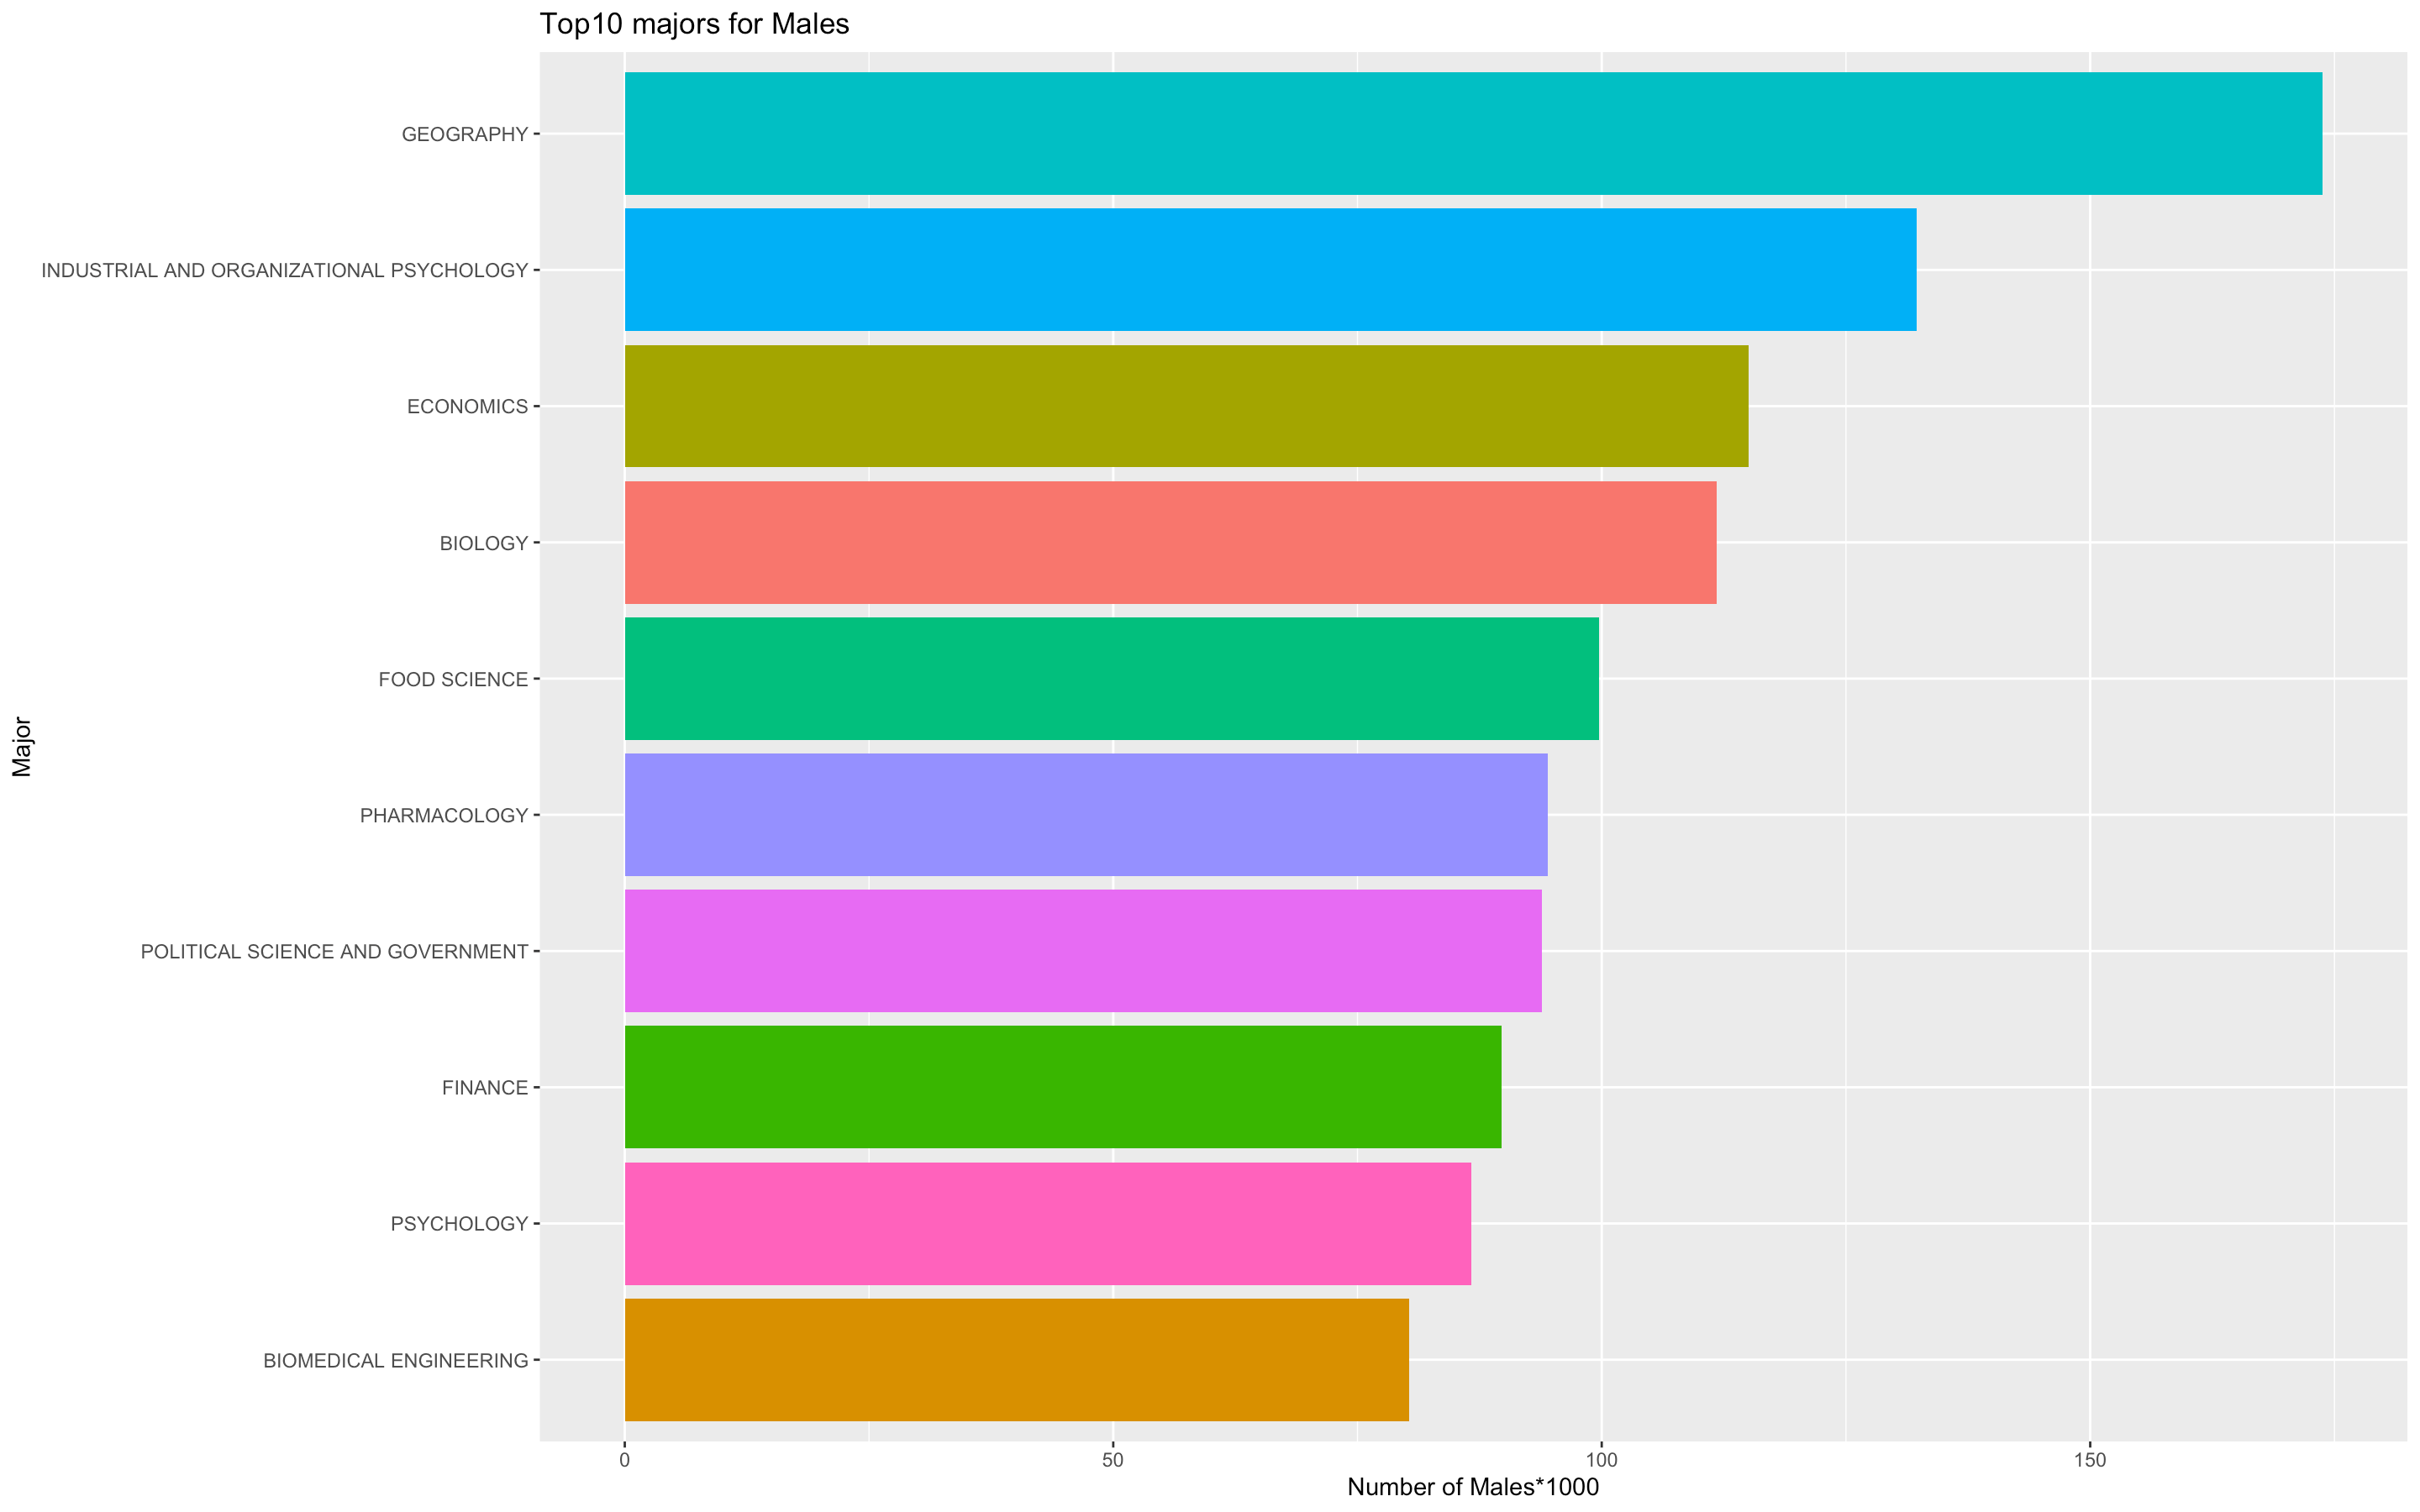 Top10 majors for Males
GEOGRAPHY
INDUSTRIAL AND ORGANIZATIONAL PSYCHOLOGY
ECONOMICS
BIOLOGY
FOOD SCIENCE
PHARMACOLOGY
POLITICAL SCIENCE AND GOVERNMENT
FINANCE
PSYCHOLOGY
BIOMEDICAL ENGINEERING
Major
0 50 100 150
Number of Males*1000